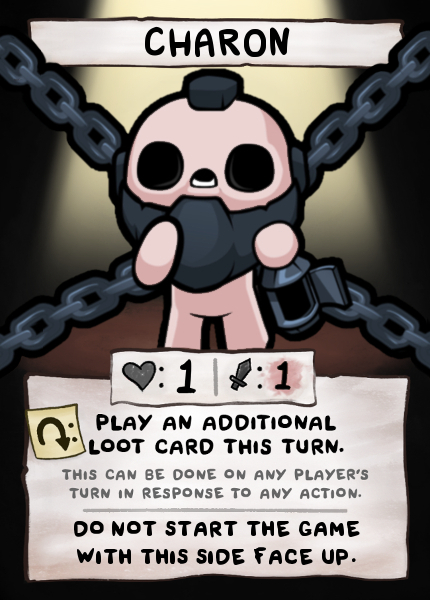 CHARON
:1 :1
PLAY AN ADDITIONAL
LOOT CARD THIS TURN.
THIS CAN BE DONE ON ANY PLAYER'S
TURN IN RESPONSE TO ANY ACTION.
DO NOT START THE GAME
WITH THIS SIDE FACE UP.